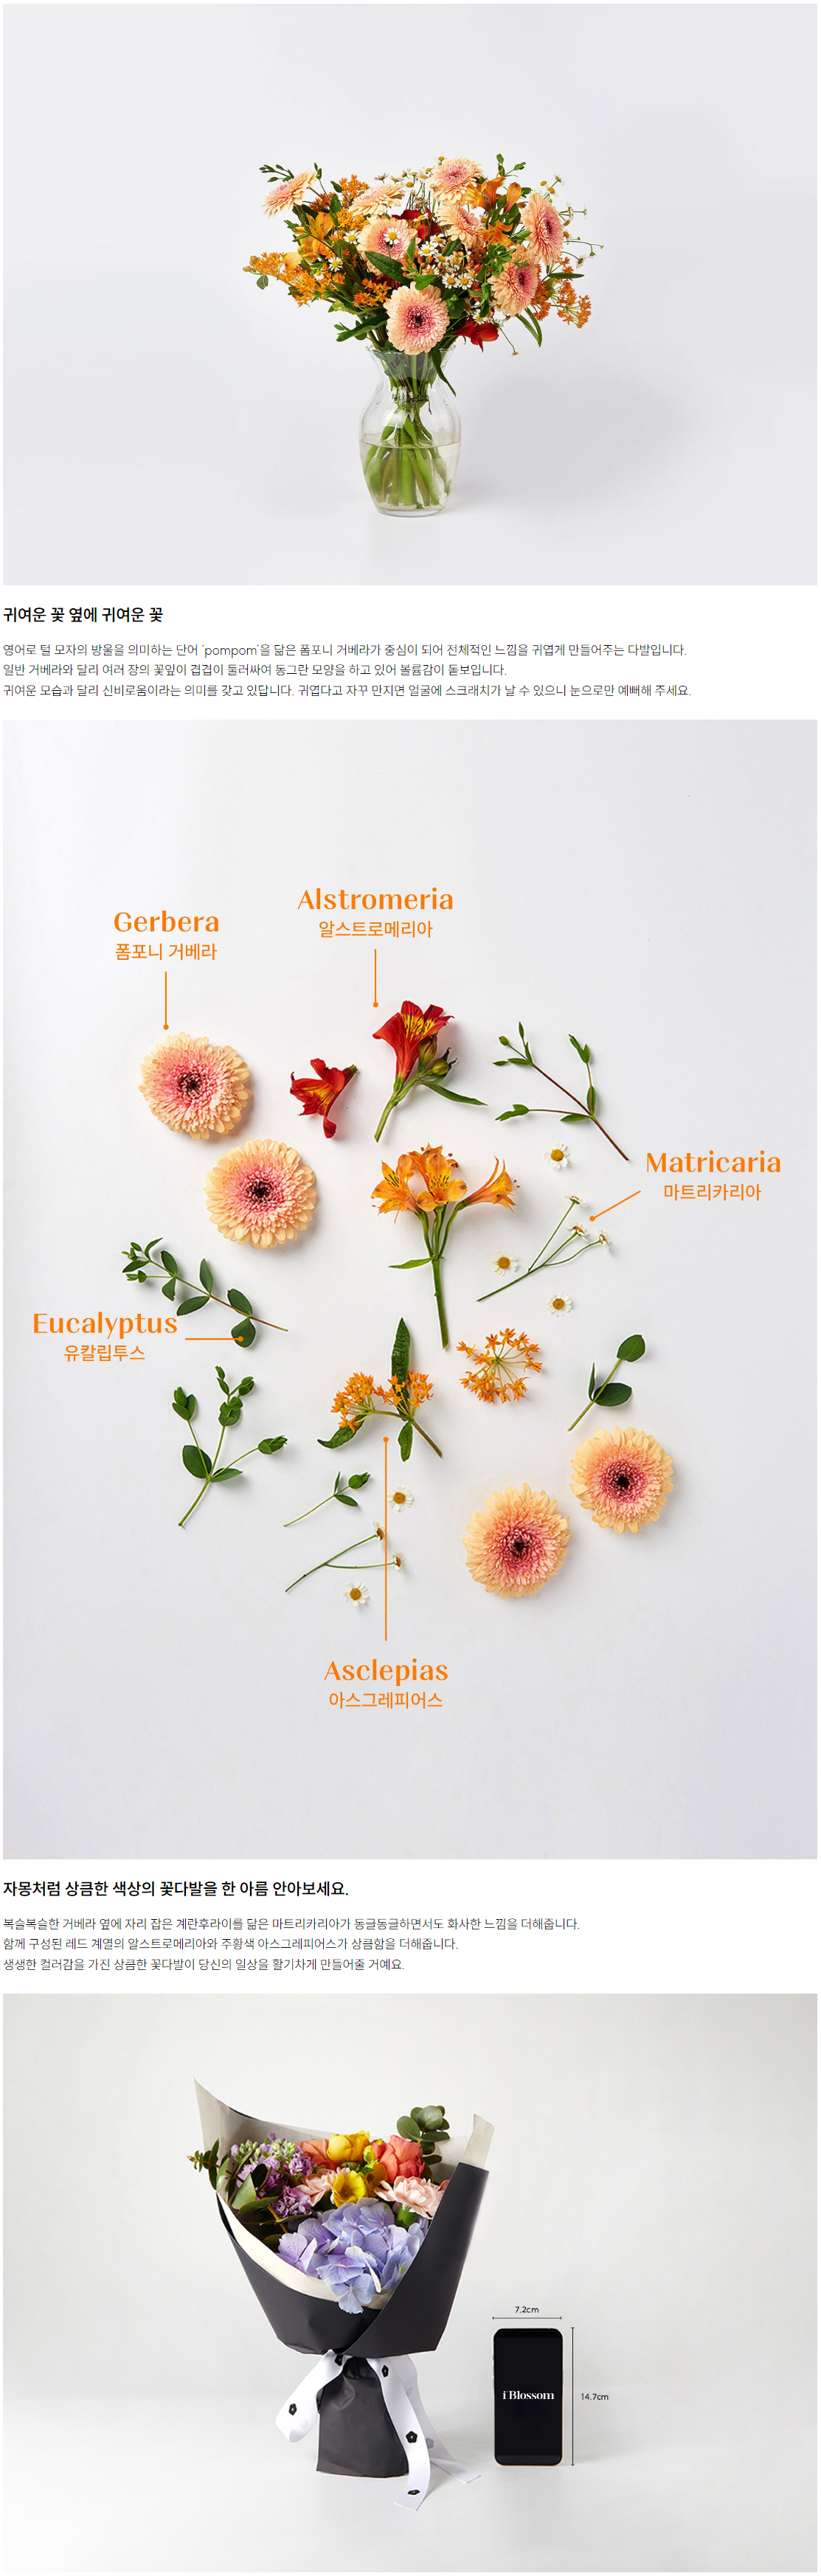 귀여운 꽃 옆에 귀여운 꽃
영어로 털 모자의 방울을 의미하는 단어 'pompom'을 닮은 폼포니 거베라가 중심이 되어 전체적인 느낌을 귀엽게 만들어주는 다발입니다.
일반 거베라와 달리 여러 장의 꽃잎이 겹겹이 둘러싸여 동그란 모양을 하고 있어 볼륨감이 돋보입니다.
귀여운 모습과 달리 신비로움이라는 의미를 갖고 있답니다. 귀엽다고 자꾸 만지면 얼굴에 스크래치가 날 수 있으니 눈으로만 예뻐해 주세요.
Alstromeria
알스트로메리아
Gerbera
폼포니 거베라
Matricaria
마트리카리아
Eucalyptus
유칼립투스
Asclepias
아스그레피어스
자몽처럼 상큼한 색상의 꽃다발을 한 아름 안아보세요.
복슬복슬한 거베라 옆에 자리 잡은 계란후라이를 닮은 마트리카리아가 동글동글하면서도 화사한 느낌을 더해줍니다.
함께 구성된 레드 계열의 알스트로메리아와 주황색 아스그레피어스가 상큼함을 더해줍니다.
생생한 컬러감을 가진 상큼한 꽃다발이 당신의 일상을 활기차게 만들어줄 거예요.
7.2cm
i Blossom
14.7cm